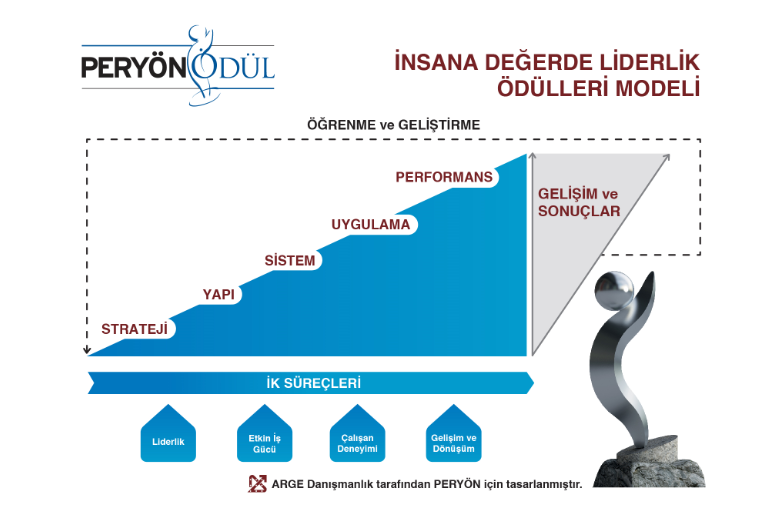 PERYÖN ÖDÜL
İNSANA DEĞERDE LİDERLİK
ÖDÜLLERİ MODELİ
ÖĞRENME ve GELİŞTİRME
PERFORMANS
GELİŞİM ve
SONUÇLAR
UYGULAMA
SİSTEM
YAPI
STRATEJİ
İK SÜREÇLERİ
Liderlik
Etkin İş
Gücü
Çalışan
Deneyimi
Gelişim ve
Dönüşüm
ARGE Danışmanlık tarafından PERYÖN için tasarlanmıştır.